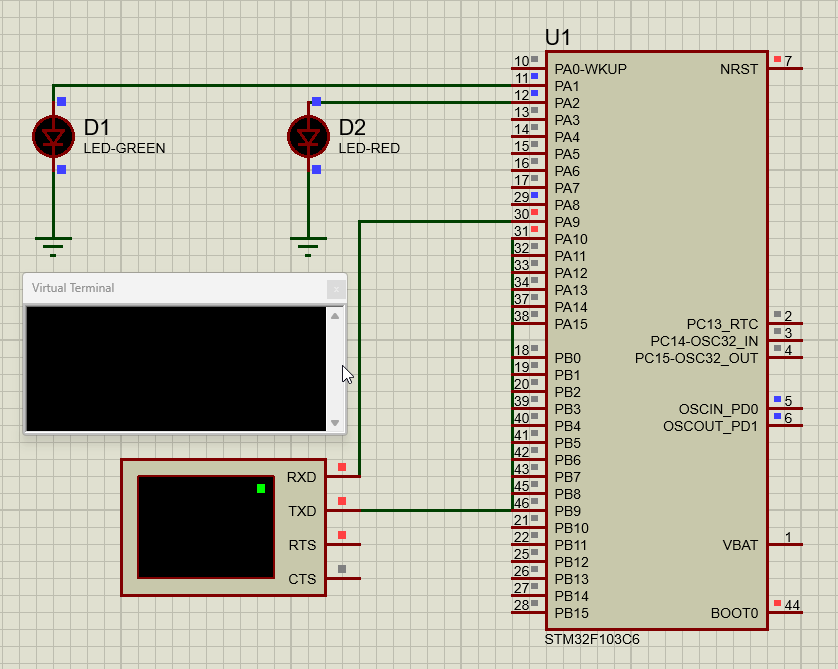 U1
10 PA0-WKUP NRST 7
11 PA1
12 PA2
13 PA3
14 PA4
15 PA5
16 PA6
17 PA7
29 PA8
30 PA9
31 PA10
32 PA11
33 PA12
34 PA13
37 PA14
38 PA15 PC13_RTC 2
PC14-OSC32_IN 3
18 PB0 PC15-OSC32_OUT 4
19 PB1
20 PB2
39 PB3 OSCIN_PD0 5
40 PB4 OSCOUT_PD1 6
41 PB5
42 PB6
43 PB7
45 PB8
46 PB9
21 PB10
22 PB11 VBAT 1
25 PB12
26 PB13
27 PB14
28 PB15 BOOT0 44
STM32F103C6
D1
LED-GREEN
D2
LED-RED
Virtual Terminal
x
RXD
TXD
RTS
CTS